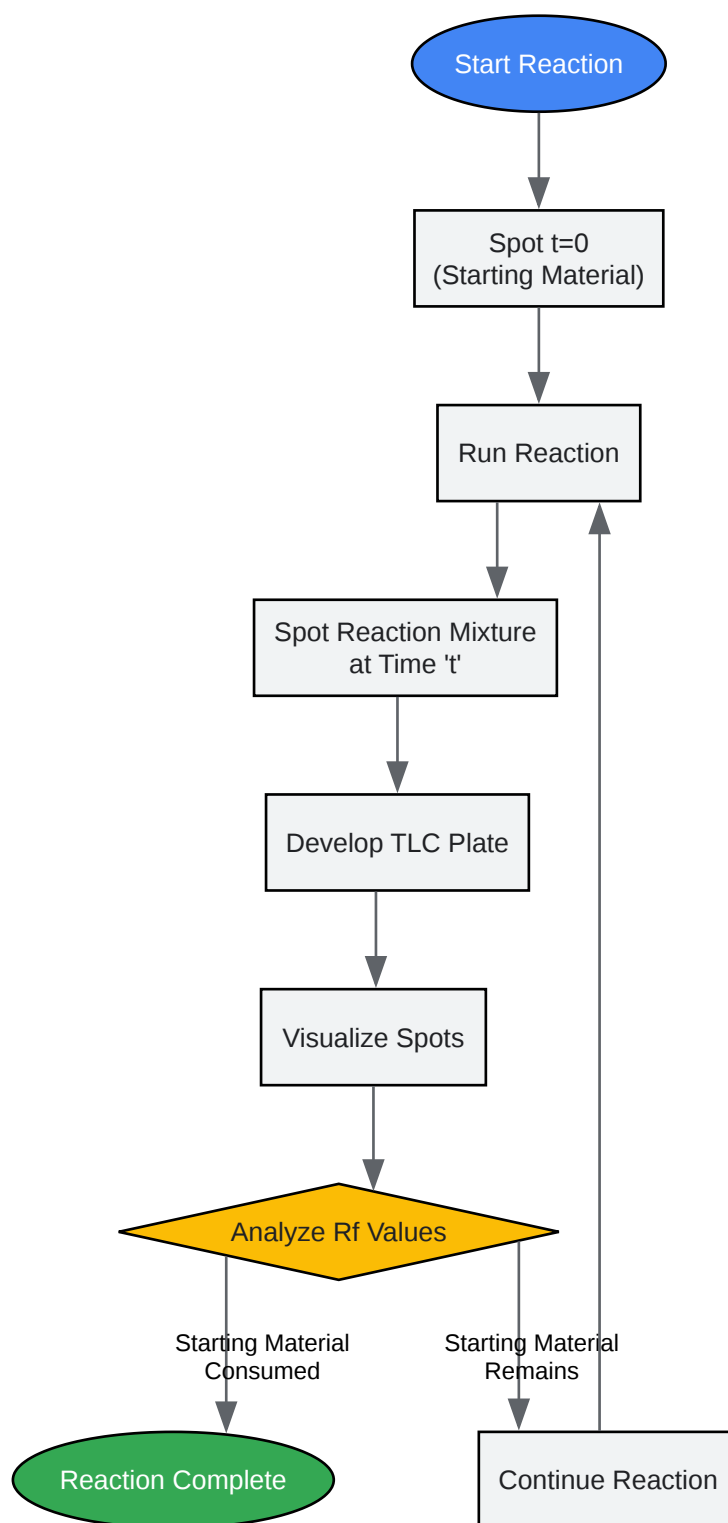 Start Reaction
Spot t=0
(Starting Material)
Run Reaction
Spot Reaction Mixture
at Time 't'
Develop TLC Plate
Visualize Spots
Analyze Rf Values
Starting Material
Consumed
Starting Material
Remains
Reaction Complete
Continue Reaction